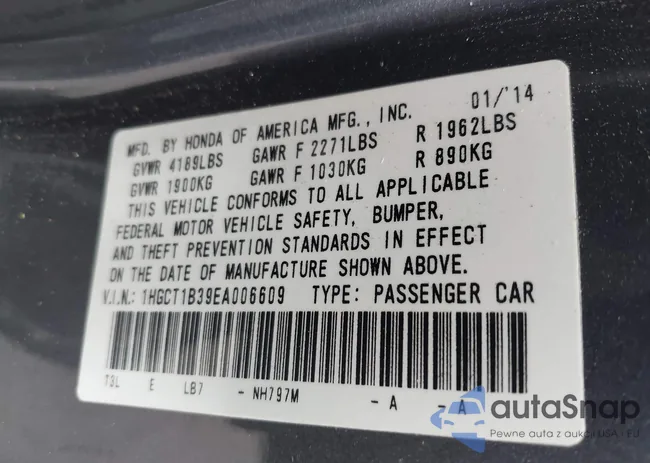 MFD. BY HONDA OF AMERICA MFG., INC. 01/'14
GVWR 4189LBS GAWR F 2271LBS R 1962LBS
GVWR 1900KG GAWR F 1030KG R 890KG
THIS VEHICLE CONFORMS TO ALL APPLICABLE
FEDERAL MOTOR VEHICLE SAFETY, BUMPER,
AND THEFT PREVENTION STANDARDS IN EFFECT
ON THE DATE OF MANUFACTURE SHOWN ABOVE.
V.I.N.: 1HGCT1B39EA006609 TYPE: PASSENGER CAR
T3L E LB7 - NH797M - A - A
autaSnap
Pewne auta z aukcji USA - EU